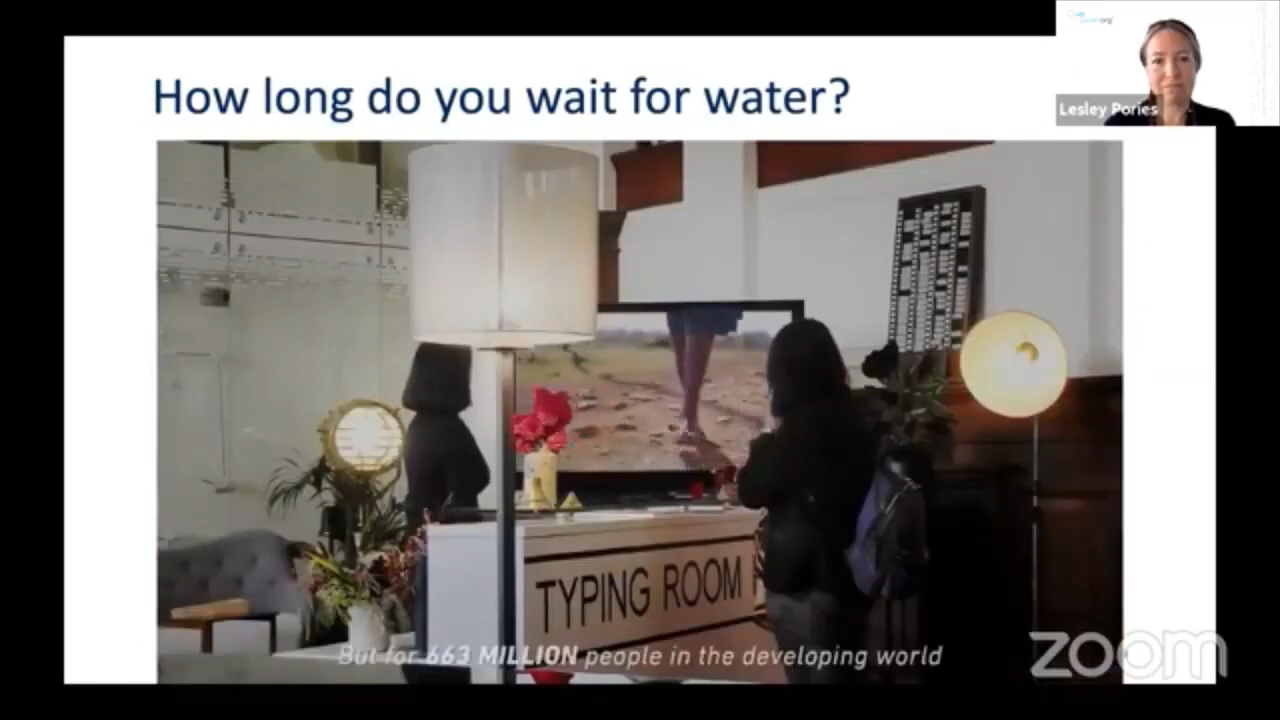 How long do you wait for water?
Lesley Pories
TYPING ROOM
But for 663 MILLION people in the developing world
zoom